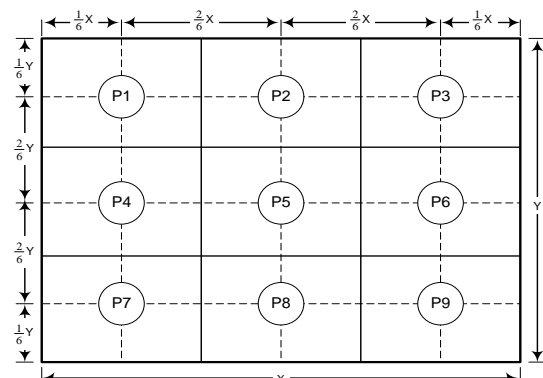 1/6 X 2/6 X 2/6 X 1/6 X
1/6 Y
P1 P2 P3
2/6 Y
P4 P5 P6
Y
2/6 Y
P7 P8 P9
1/6 Y
X